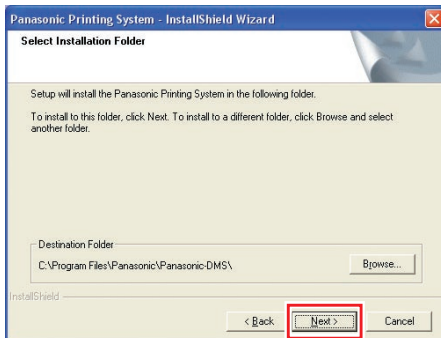 Panasonic Printing System - InstallShield Wizard
Select Installation Folder
Setup will install the Panasonic Printing System in the following folder.
To install to this folder, click Next. To install to a different folder, click Browse and select
another folder.
Destination Folder
C:\Program Files\Panasonic\Panasonic-DMS\
Browse...
InstallShield
< Back
Next >
Cancel